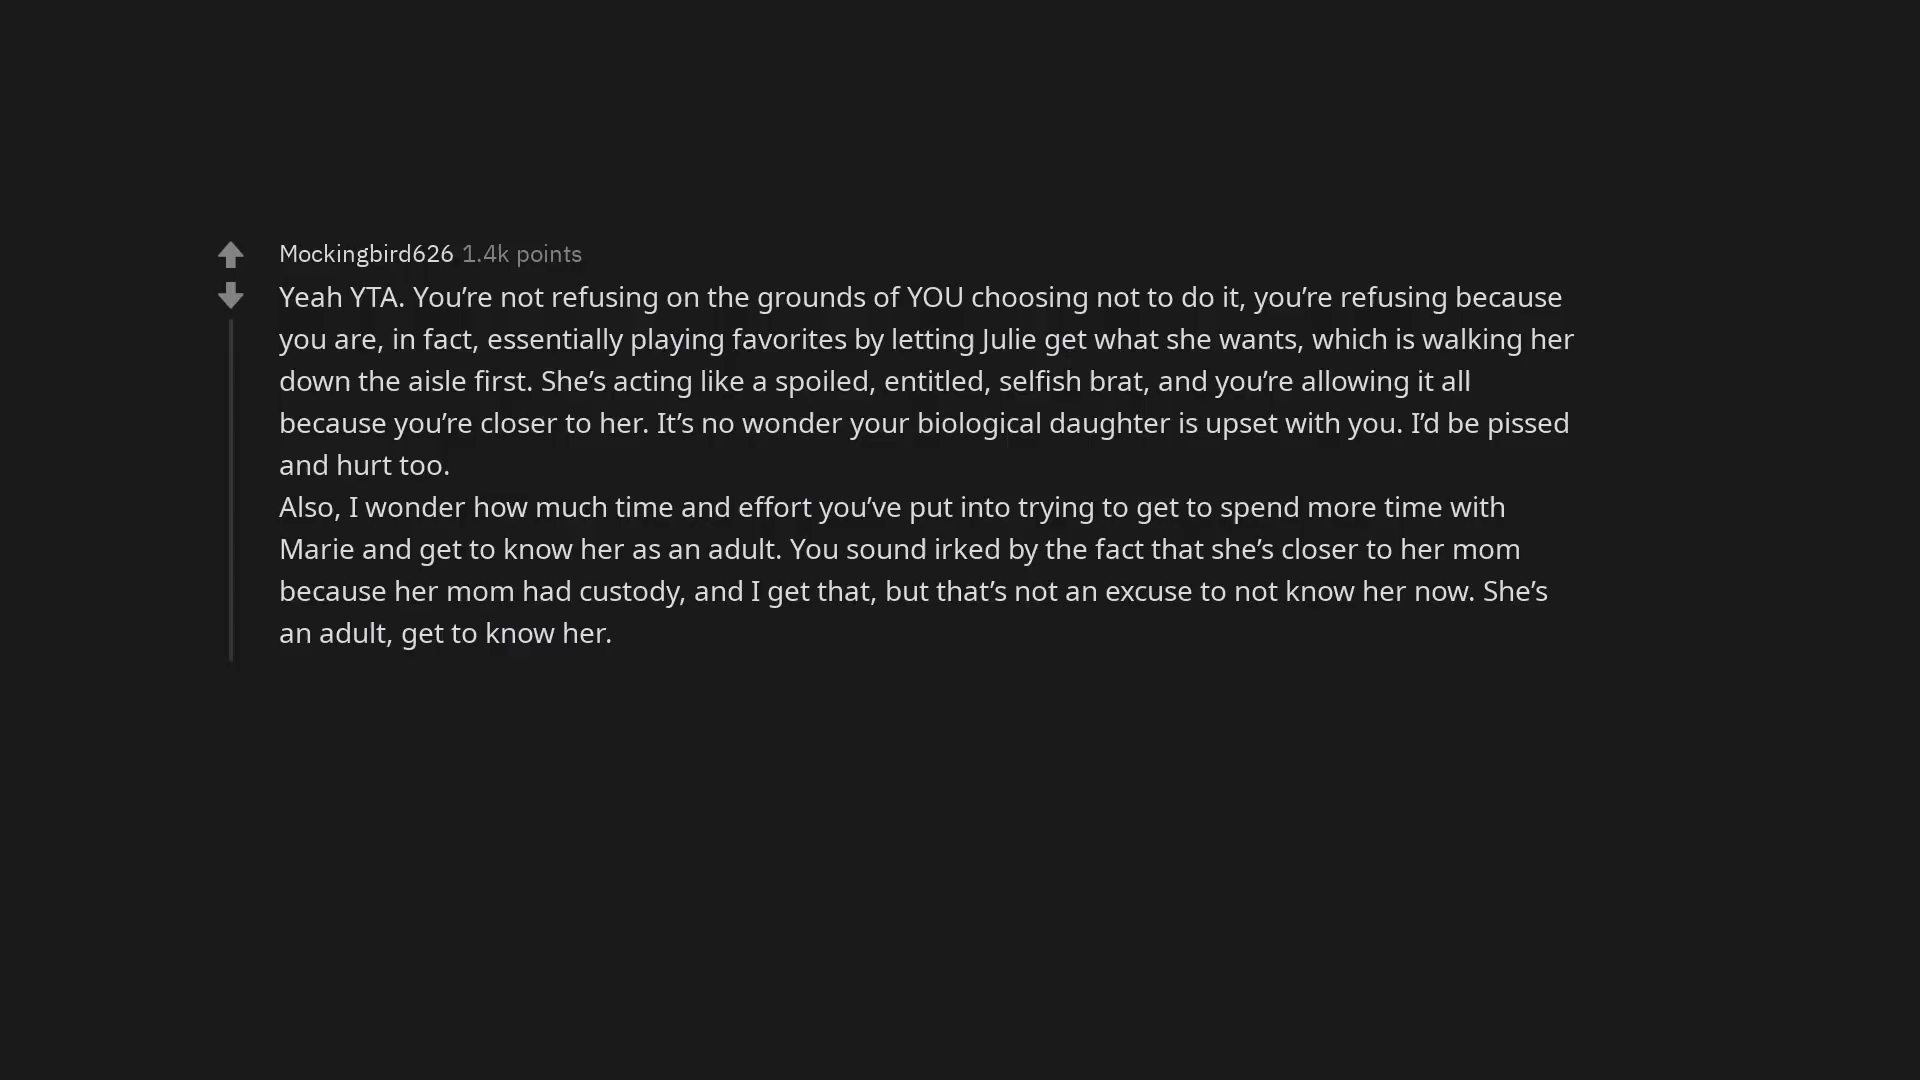 Mockingbird626 1.4k points
Yeah YTA. You’re not refusing on the grounds of YOU choosing not to do it, you’re refusing because
you are, in fact, essentially playing favorites by letting Julie get what she wants, which is walking her
down the aisle first. She’s acting like a spoiled, entitled, selfish brat, and you’re allowing it all
because you’re closer to her. It’s no wonder your biological daughter is upset with you. I’d be pissed
and hurt too.
Also, I wonder how much time and effort you’ve put into trying to get to spend more time with
Marie and get to know her as an adult. You sound irked by the fact that she’s closer to her mom
because her mom had custody, and I get that, but that’s not an excuse to not know her now. She’s
an adult, get to know her.